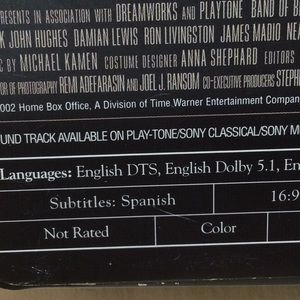 PRESENTS IN ASSOCIATION WITH DREAMWORKS AND PLAYTONE BAND OF B
K JOHN HUGHES DAMIAN LEWIS RON LIVINGSTON JAMES MADIO NEA
C BY MICHAEL KAMEN COSTUME DESIGNER ANNA SHEPHARD EDITORS
TOR OF PHOTOGRAPHY REMI ADEFARASIN AND JOEL J. RANSOM CO-EXECUTIVE PRODUCERS STEPH
002 Home Box Office, A Division of Time Warner Entertainment Compan
UND TRACK AVAILABLE ON PLAY-TONE/SONY CLASSICAL/SONY M
Languages: English DTS, English Dolby 5.1, En
Subtitles: Spanish 16:9
Not Rated Color